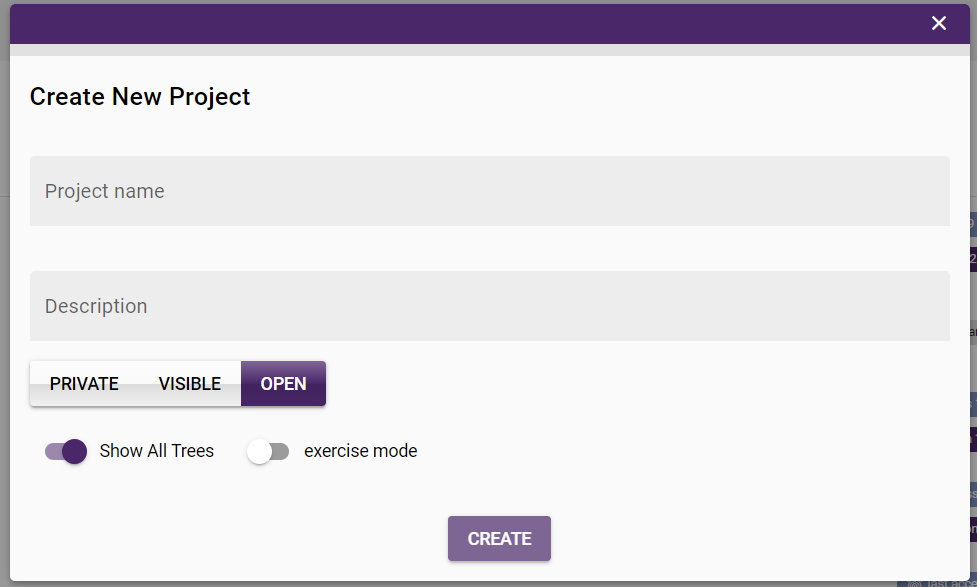 Create New Project
Project name
Description
PRIVATE VISIBLE OPEN
Show All Trees exercise mode
CREATE